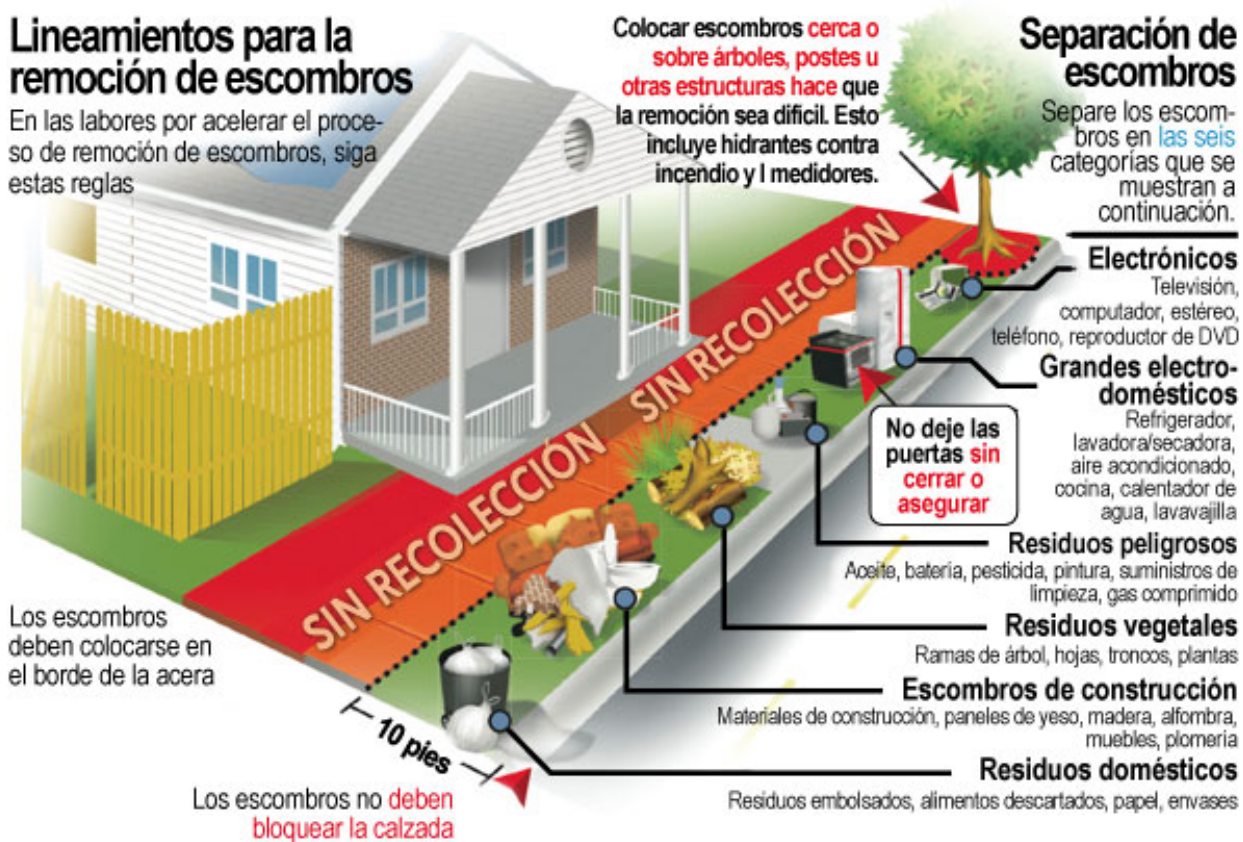 Lineamientos para la
remoción de escombros
En las labores por acelerar el proce-
so de remoción de escombros, siga
estas reglas
Colocar escombros cerca o
sobre árboles, postes u
otras estructuras hace que
la remoción sea dificil. Esto
incluye hidrantes contra
incendio y l medidores.
Separación de
escombros
Separe los escom-
bros en las seis
categorías que se
muestran a
continuación.
Electrónicos
Televisión,
computador, estéreo,
teléfono, reproductor de DVD
Grandes electro-
domésticos
Refrigerador,
lavadora/secadora,
aire acondicionado,
cocina, calentador de
agua, lavavajilla
No deje las
puertas sin
cerrar o
asegurar
Residuos peligrosos
Aceite, batería, pesticida, pintura, suministros de
limpieza, gas comprimido
Residuos vegetales
Ramas de árbol, hojas, troncos, plantas
Escombros de construcción
Materiales de construcción, paneles de yeso, madera, alfombra,
muebles, plomería
Residuos domésticos
Residuos embolsados, alimentos descartados, papel, envases
SIN RECOLECCIÓN
SIN RECOLECCIÓN
Los escombros
deben colocarse en
el borde de la acera
10 pies
Los escombros no deben
bloquear la calzada